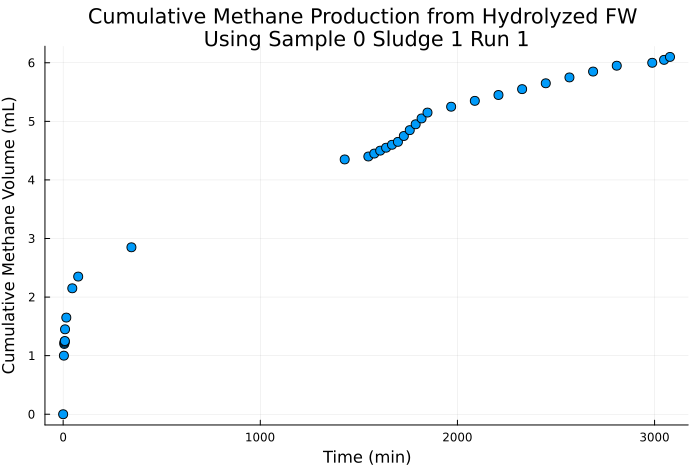 Cumulative Methane Production from Hydrolyzed FW
Using Sample 0 Sludge 1 Run 1
Cumulative Methane Volume (mL)
6
5
4
3
2
1
0
0 1000 2000 3000
Time (min)